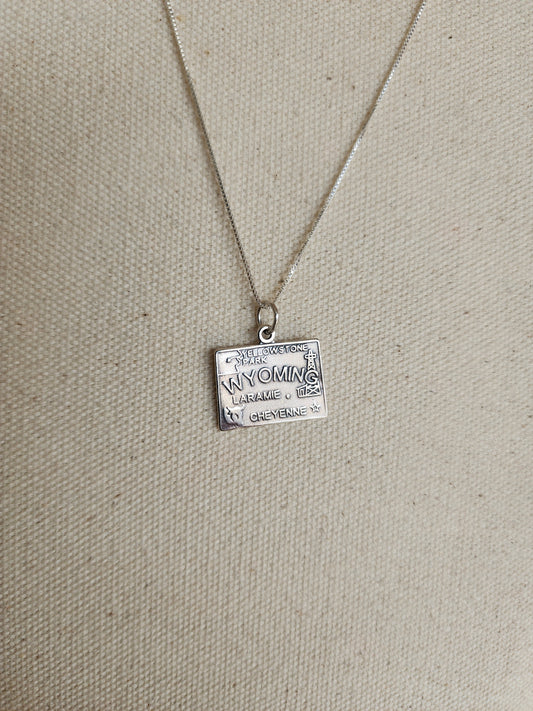 YELLOWSTONE
PARK
WYOMING
LARAMIE
CHEYENNE